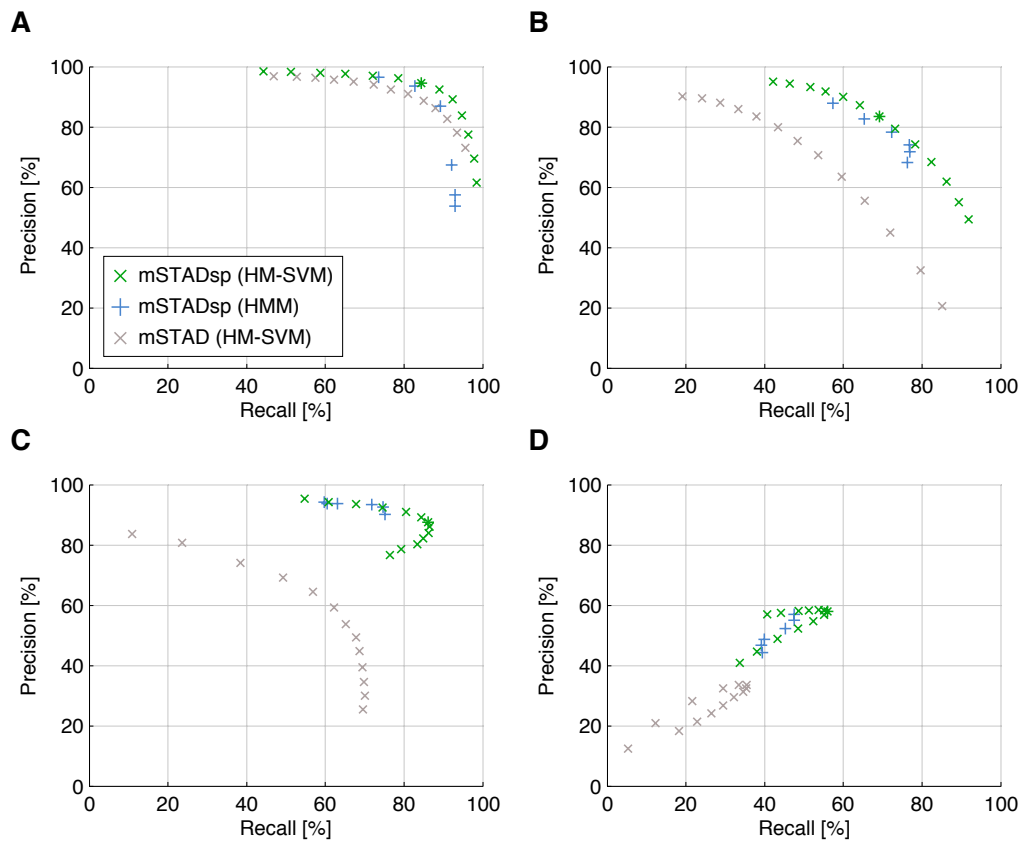 A
B
100
80
60
40
20
0
Precision [%]
mSTADsp (HM-SVM)
mSTADsp (HMM)
mSTAD (HM-SVM)
0 20 40 60 80 100
Recall [%]
100
80
60
40
20
0
Precision [%]
0 20 40 60 80 100
Recall [%]
C
D
100
80
60
40
20
0
Precision [%]
0 20 40 60 80 100
Recall [%]
100
80
60
40
20
0
Precision [%]
0 20 40 60 80 100
Recall [%]